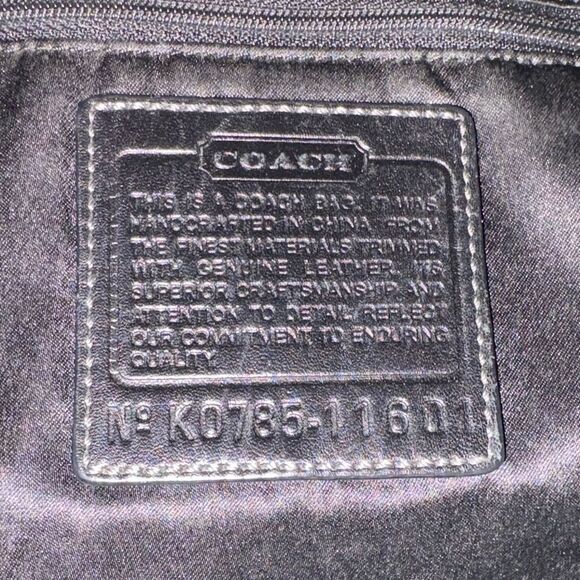 COACH
THIS IS A COACH BAG. IT WAS
HANDCRAFTED IN CHINA FROM
THE FINEST MATERIALS TRIMMED
WITH GENUINE LEATHER. ITS
SUPERIOR CRAFTSMANSHIP AND
ATTENTION TO DETAIL REFLECT
OUR COMMITMENT TO ENDURING
QUALITY.
Nº K0785-11601